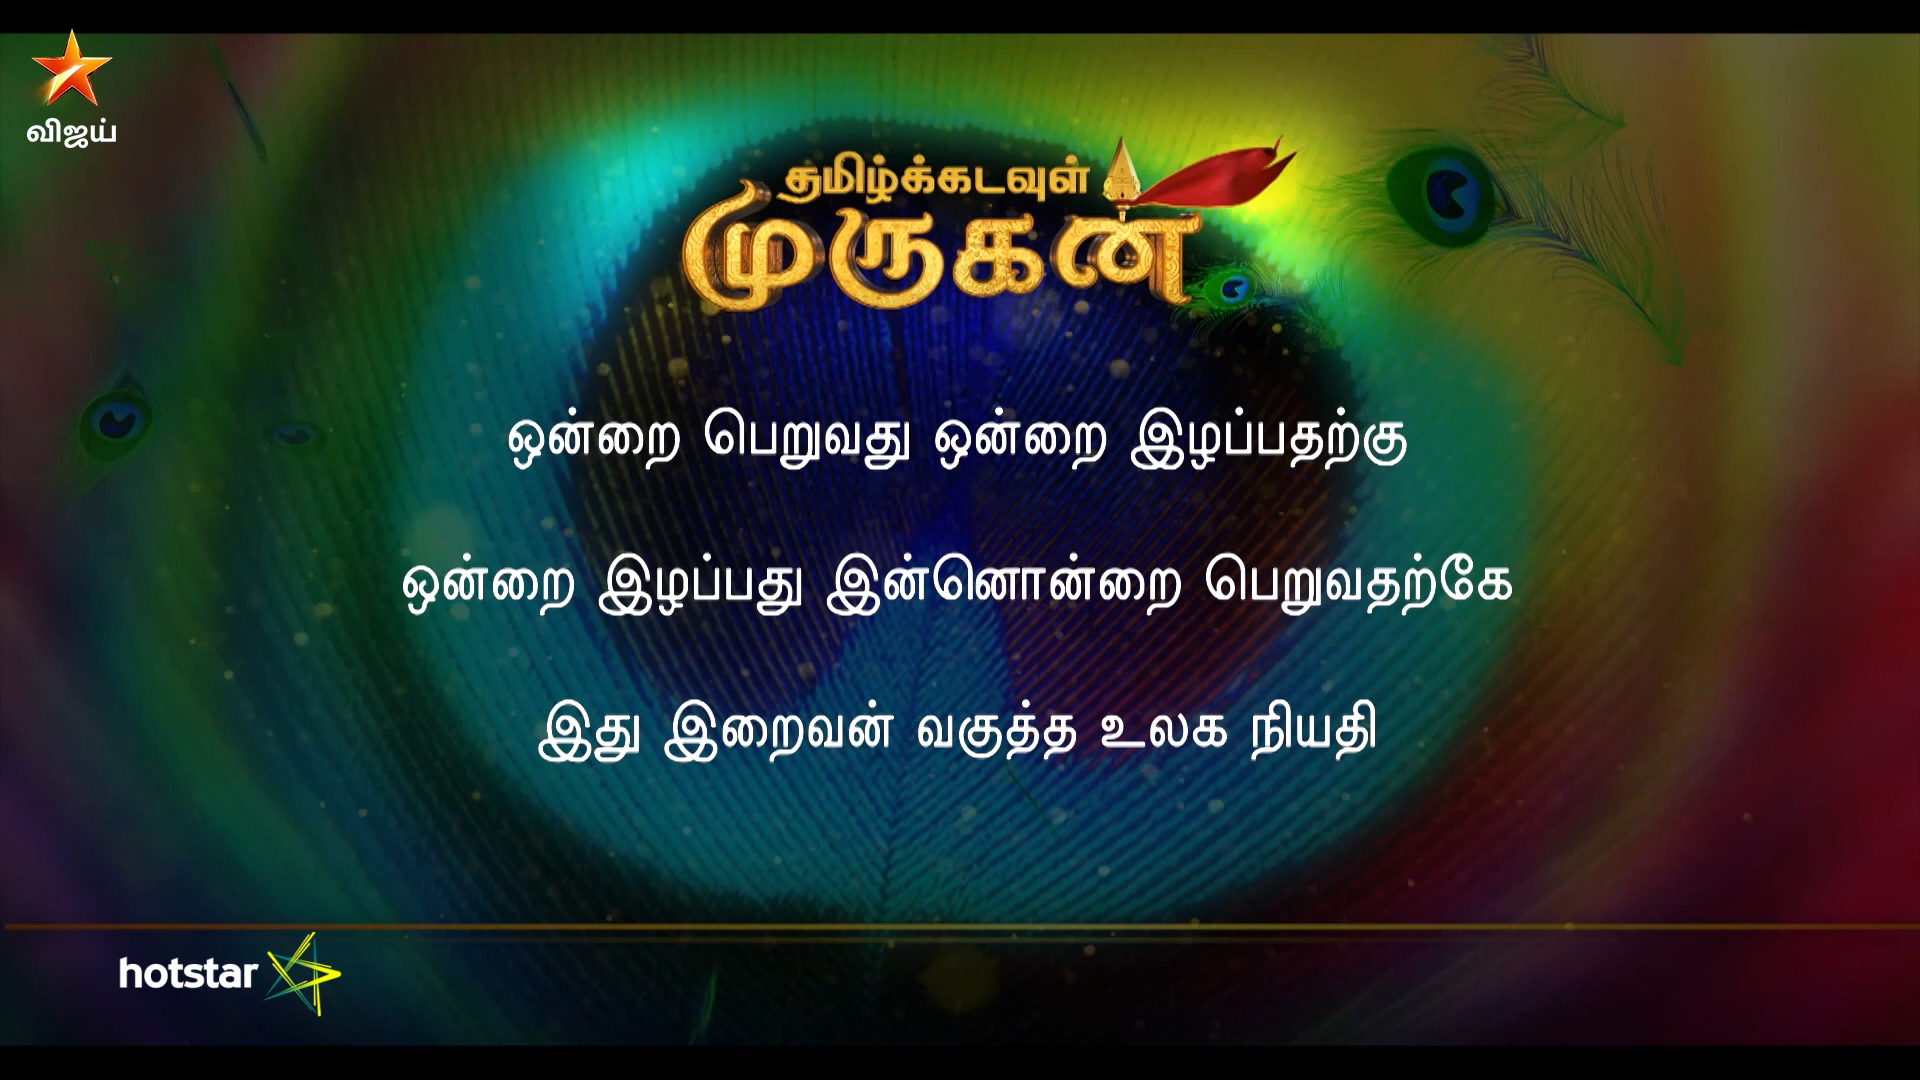 விஜய்
தமிழ்க்கடவுள்
முருகன்
ஒன்றை பெறுவது ஒன்றை இழப்பதற்கு
ஒன்றை இழப்பது இன்னொன்றை பெறுவதற்கே
இது இறைவன் வகுத்த உலக நியதி
hotstar